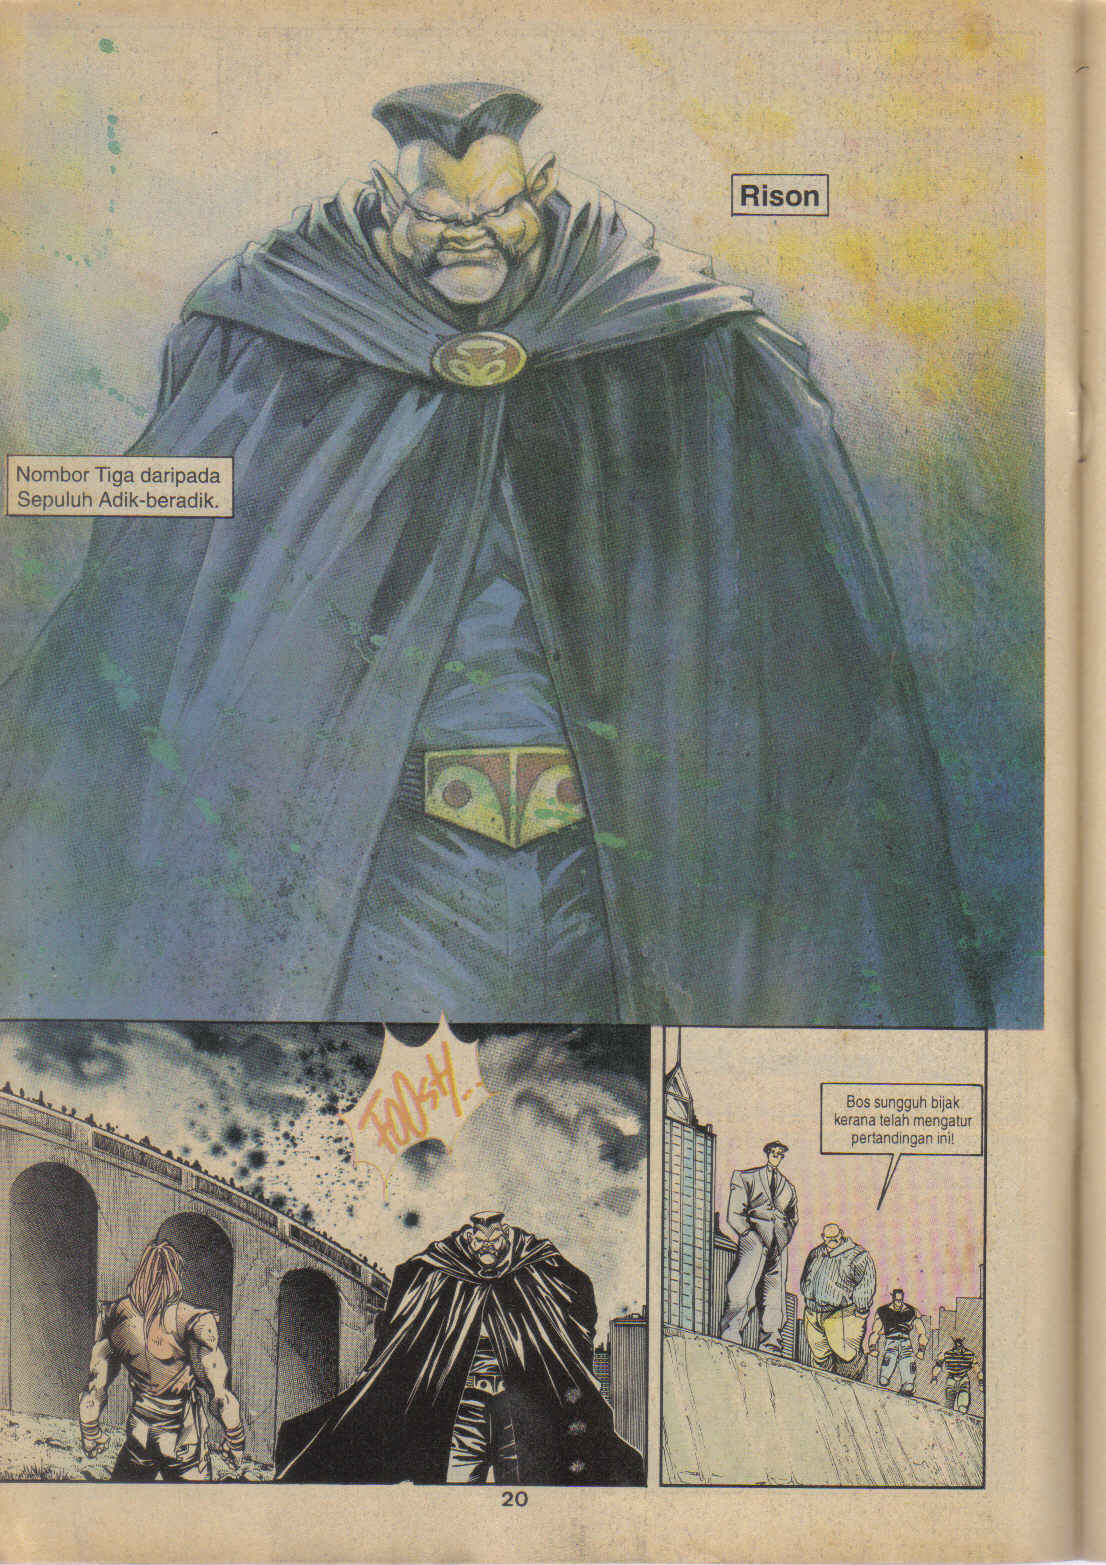 Rison
Nombor Tiga daripada
Sepuluh Adik-beradik.
FOOSH...
Bos sungguh bijak
kerana telah mengatur
pertandingan ini!
20